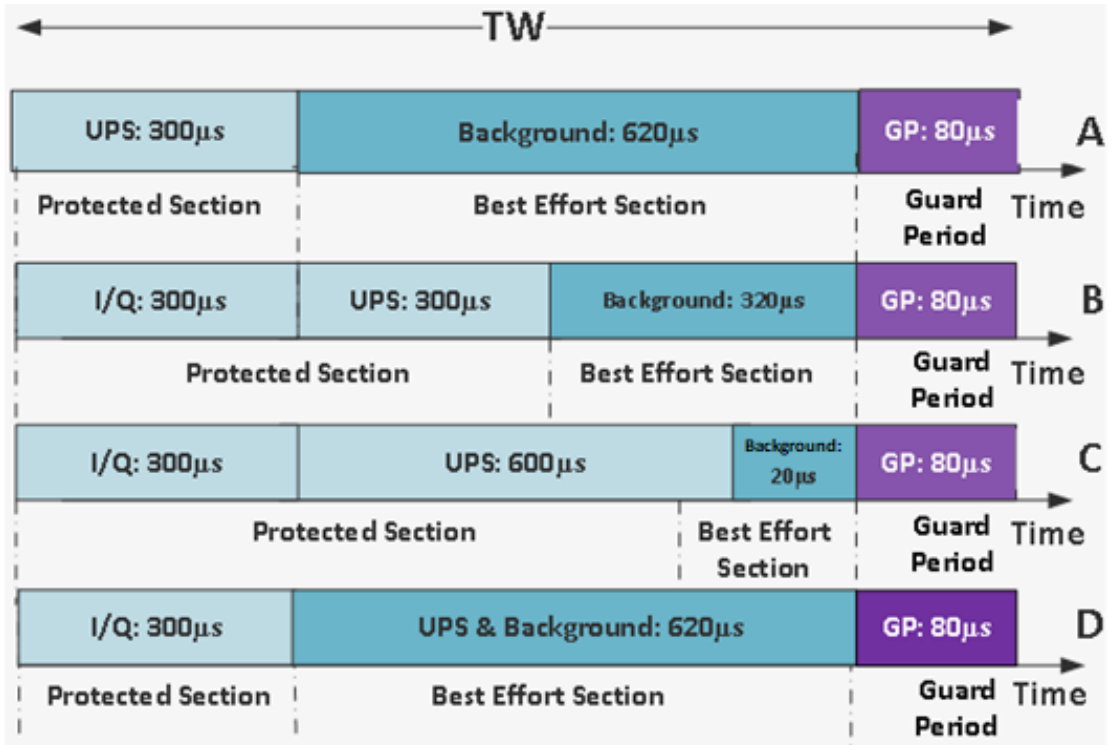 TW
UPS: 300μs Background: 620μs GP: 80μs A
Protected Section Best Effort Section Guard Period Time
I/Q: 300μs UPS: 300μs Background: 320μs GP: 80μs B
Protected Section Best Effort Section Guard Period Time
I/Q: 300μs UPS: 600μs Background: 20μs GP: 80μs C
Protected Section Best Effort Section Guard Period Time
I/Q: 300μs UPS & Background: 620μs GP: 80μs D
Protected Section Best Effort Section Guard Period Time